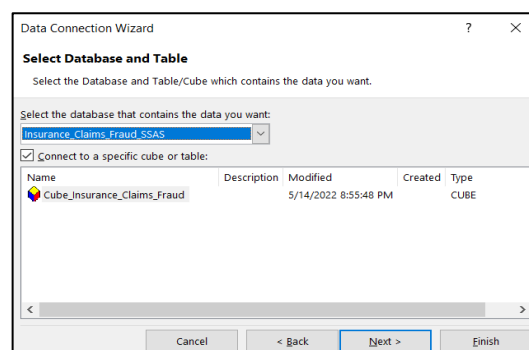 Data Connection Wizard ? ×
Select Database and Table
Select the Database and Table/Cube which contains the data you want.
Select the database that contains the data you want:
Insurance_Claims_Fraud_SSAS
Connect to a specific cube or table:
Name Description Modified Created Type
Cube_Insurance_Claims_Fraud 5/14/2022 8:55:48 PM CUBE
Cancel < Back Next > Finish